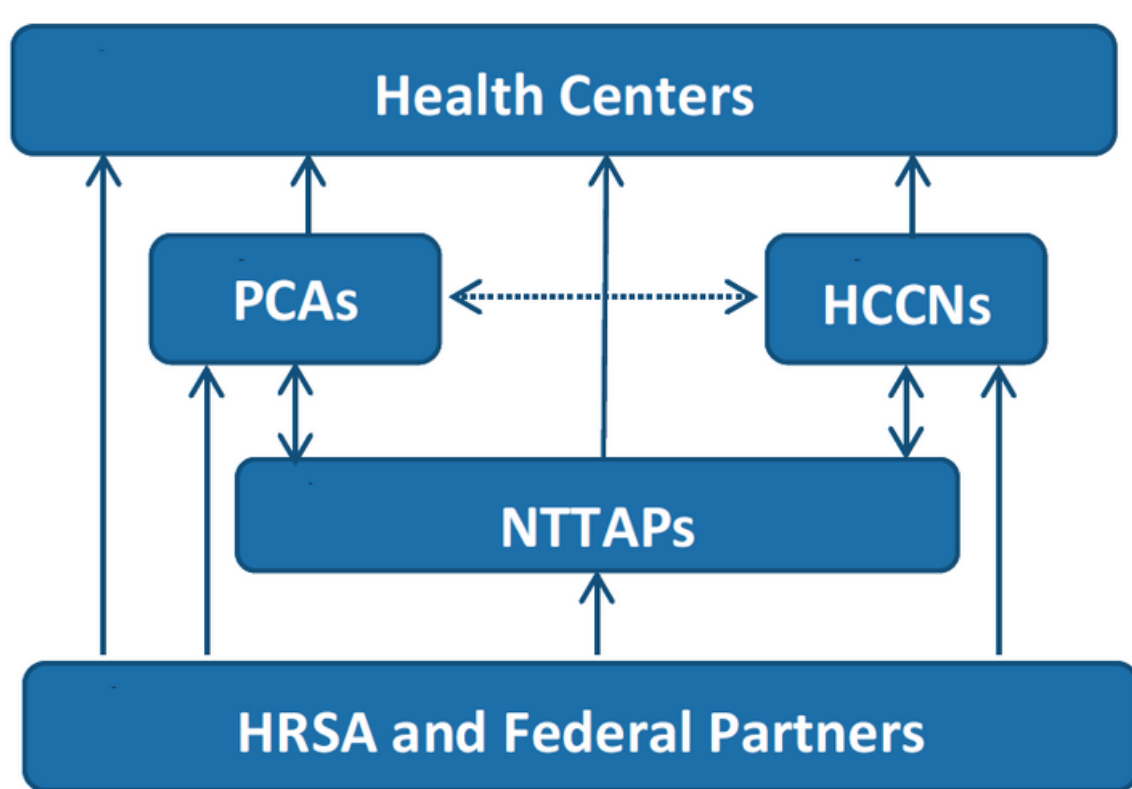 Health Centers
PCAs
HCCNs
NTTAPs
HRSA and Federal Partners